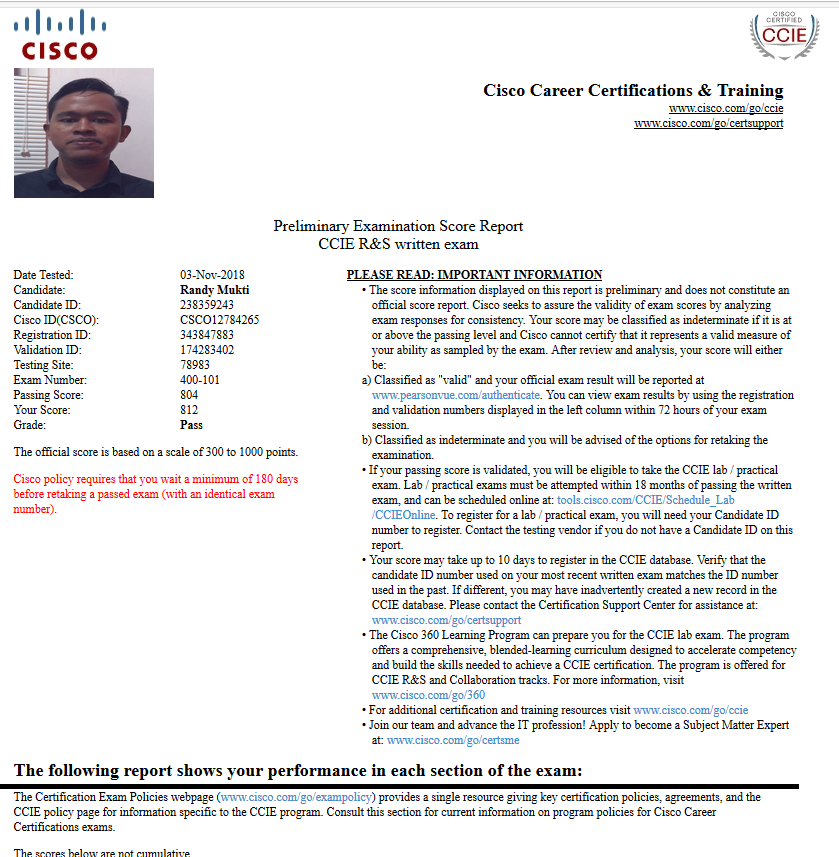 CISCO
CISCO
CERTIFIED
CCIE
Cisco Career Certifications & Training
www.cisco.com/go/ccie
www.cisco.com/go/certsupport
Preliminary Examination Score Report
CCIE R&S written exam
Date Tested: 03-Nov-2018
Candidate: Randy Mukti
Candidate ID: 238359243
Cisco ID(CSCO): CSCO12784265
Registration ID: 343847883
Validation ID: 174283402
Testing Site: 78983
Exam Number: 400-101
Passing Score: 804
Your Score: 812
Grade: Pass
The official score is based on a scale of 300 to 1000 points.
Cisco policy requires that you wait a minimum of 180 days
before retaking a passed exam (with an identical exam
number).
PLEASE READ: IMPORTANT INFORMATION
• The score information displayed on this report is preliminary and does not constitute an
official score report. Cisco seeks to assure the validity of exam scores by analyzing
exam responses for consistency. Your score may be classified as indeterminate if it is at
or above the passing level and Cisco cannot certify that it represents a valid measure of
your ability as sampled by the exam. After review and analysis, your score will either
be:
a) Classified as "valid" and your official exam result will be reported at
www.pearsonvue.com/authenticate. You can view exam results by using the registration
and validation numbers displayed in the left column within 72 hours of your exam
session.
b) Classified as indeterminate and you will be advised of the options for retaking the
examination.
• If your passing score is validated, you will be eligible to take the CCIE lab / practical
exam. Lab / practical exams must be attempted within 18 months of passing the written
exam, and can be scheduled online at: tools.cisco.com/CCIE/Schedule_Lab
/CCIEOnline. To register for a lab / practical exam, you will need your Candidate ID
number to register. Contact the testing vendor if you do not have a Candidate ID on this
report.
• Your score may take up to 10 days to register in the CCIE database. Verify that the
candidate ID number used on your most recent written exam matches the ID number
used in the past. If different, you may have inadvertently created a new record in the
CCIE database. Please contact the Certification Support Center for assistance at:
www.cisco.com/go/certsupport
• The Cisco 360 Learning Program can prepare you for the CCIE lab exam. The program
offers a comprehensive, blended-learning curriculum designed to accelerate competency
and build the skills needed to achieve a CCIE certification. The program is offered for
CCIE R&S and Collaboration tracks. For more information, visit
www.cisco.com/go/360
• For additional certification and training resources visit www.cisco.com/go/ccie
• Join our team and advance the IT profession! Apply to become a Subject Matter Expert
at: www.cisco.com/go/certsme
The following report shows your performance in each section of the exam:
The Certification Exam Policies webpage (www.cisco.com/go/exampolicy) provides a single resource giving key certification policies, agreements, and the
CCIE policy page for information specific to the CCIE program. Consult this section for current information on program policies for Cisco Career
Certifications exams.
The scores below are not cumulative